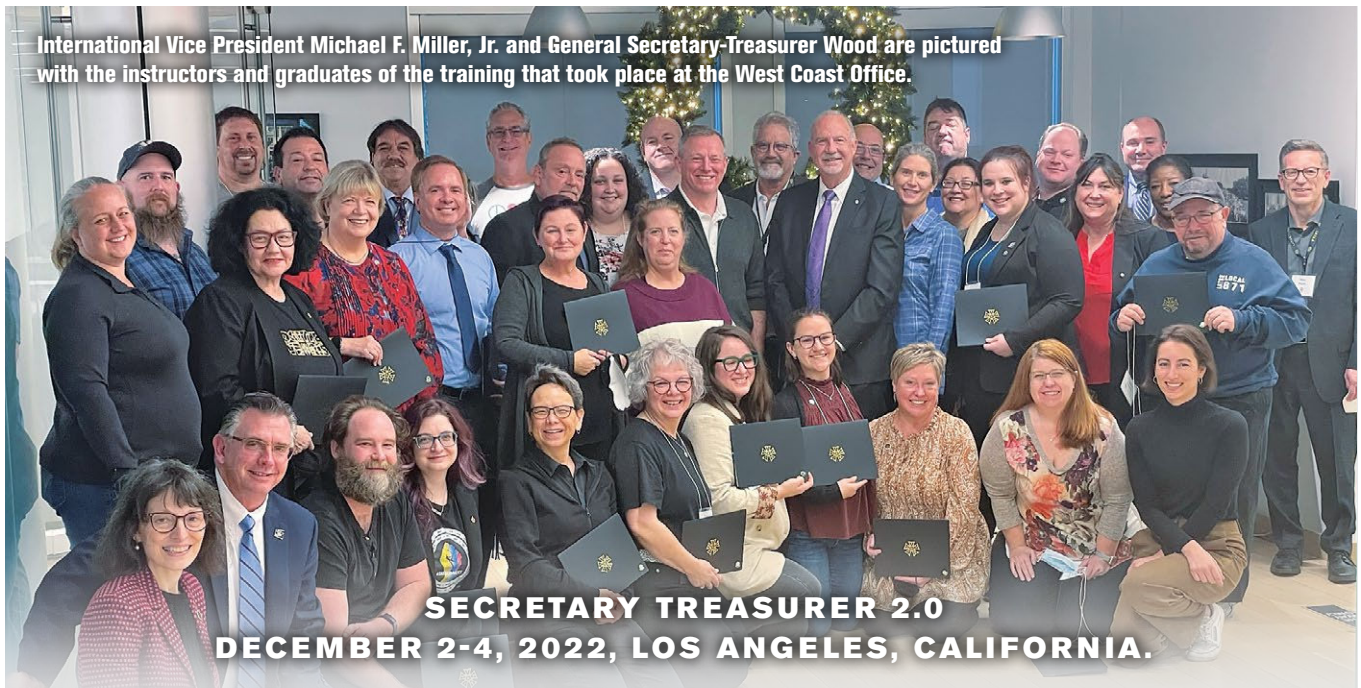 International Vice President Michael F. Miller, Jr. and General Secretary-Treasurer Wood are pictured
with the instructors and graduates of the training that took place at the West Coast Office.
LOCAL
871
SECRETARY TREASURER 2.0
DECEMBER 2-4, 2022, LOS ANGELES, CALIFORNIA.